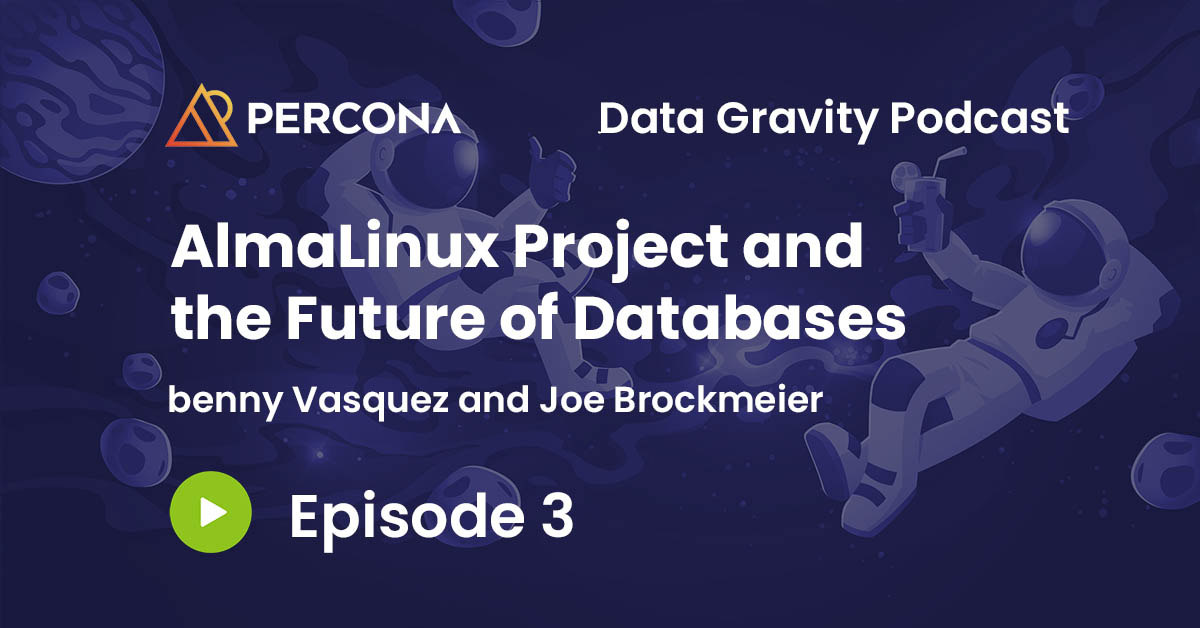 PERCONA
Data Gravity Podcast
AlmaLinux Project and
the Future of Databases
benny Vasquez and Joe Brockmeier
Episode 3